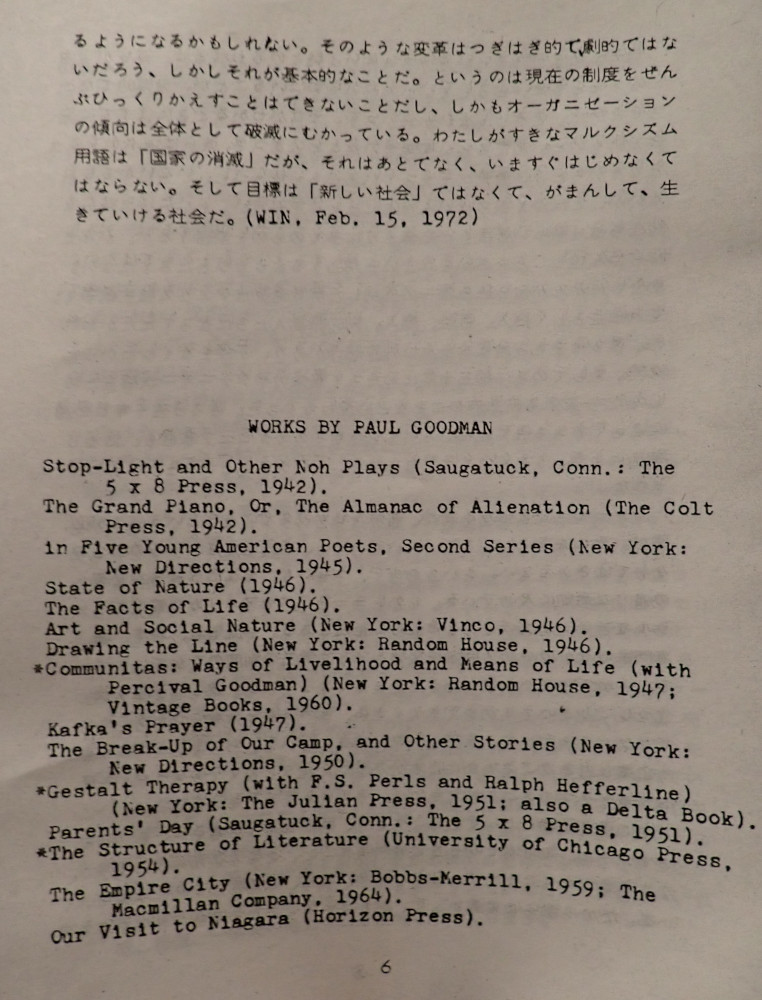 るようになるかもしれない。そのような変革はつぎはぎ的で劇的ではな
いだろう、しかしそれが基本的なことだ。というのは現在の制度をぜん
ぶひっくりかえすことはできないことだし、しかもオーガニゼーション
の傾向は全体として破滅にむかっている。わたしがすきなマルクシズム
用語は「国家の消滅」だが、それはあとでなく、いますぐはじめなくて
はならない。そして目標は「新しい社会」ではなくて、がまんして、生
きていける社会だ。(WIN, Feb. 15, 1972)
WORKS BY PAUL GOODMAN
Stop-Light and Other Noh Plays (Saugatuck, Conn.: The
5 x 8 Press, 1942).
The Grand Piano, Or, The Almanac of Alienation (The Colt
Press, 1942).
in Five Young American Poets, Second Series (New York:
New Directions, 1945).
State of Nature (1946).
The Facts of Life (1946).
Art and Social Nature (New York: Vinco, 1946).
Drawing the Line (New York: Random House, 1946).
*Communitas: Ways of Livelihood and Means of Life (with
Percival Goodman) (New York: Random House, 1947;
Vintage Books, 1960).
Kafka's Prayer (1947).
The Break-Up of Our Camp, and Other Stories (New York:
New Directions, 1950).
*Gestalt Therapy (with F.S. Perls and Ralph Hefferline)
(New York: The Julian Press, 1951; also a Delta Book).
Parents' Day (Saugatuck, Conn.: The 5 x 8 Press, 1951).
*The Structure of Literature (University of Chicago Press,
1954).
The Empire City (New York: Bobbs-Merrill, 1959; The
Macmillan Company, 1964).
Our Visit to Niagara (Horizon Press).
6